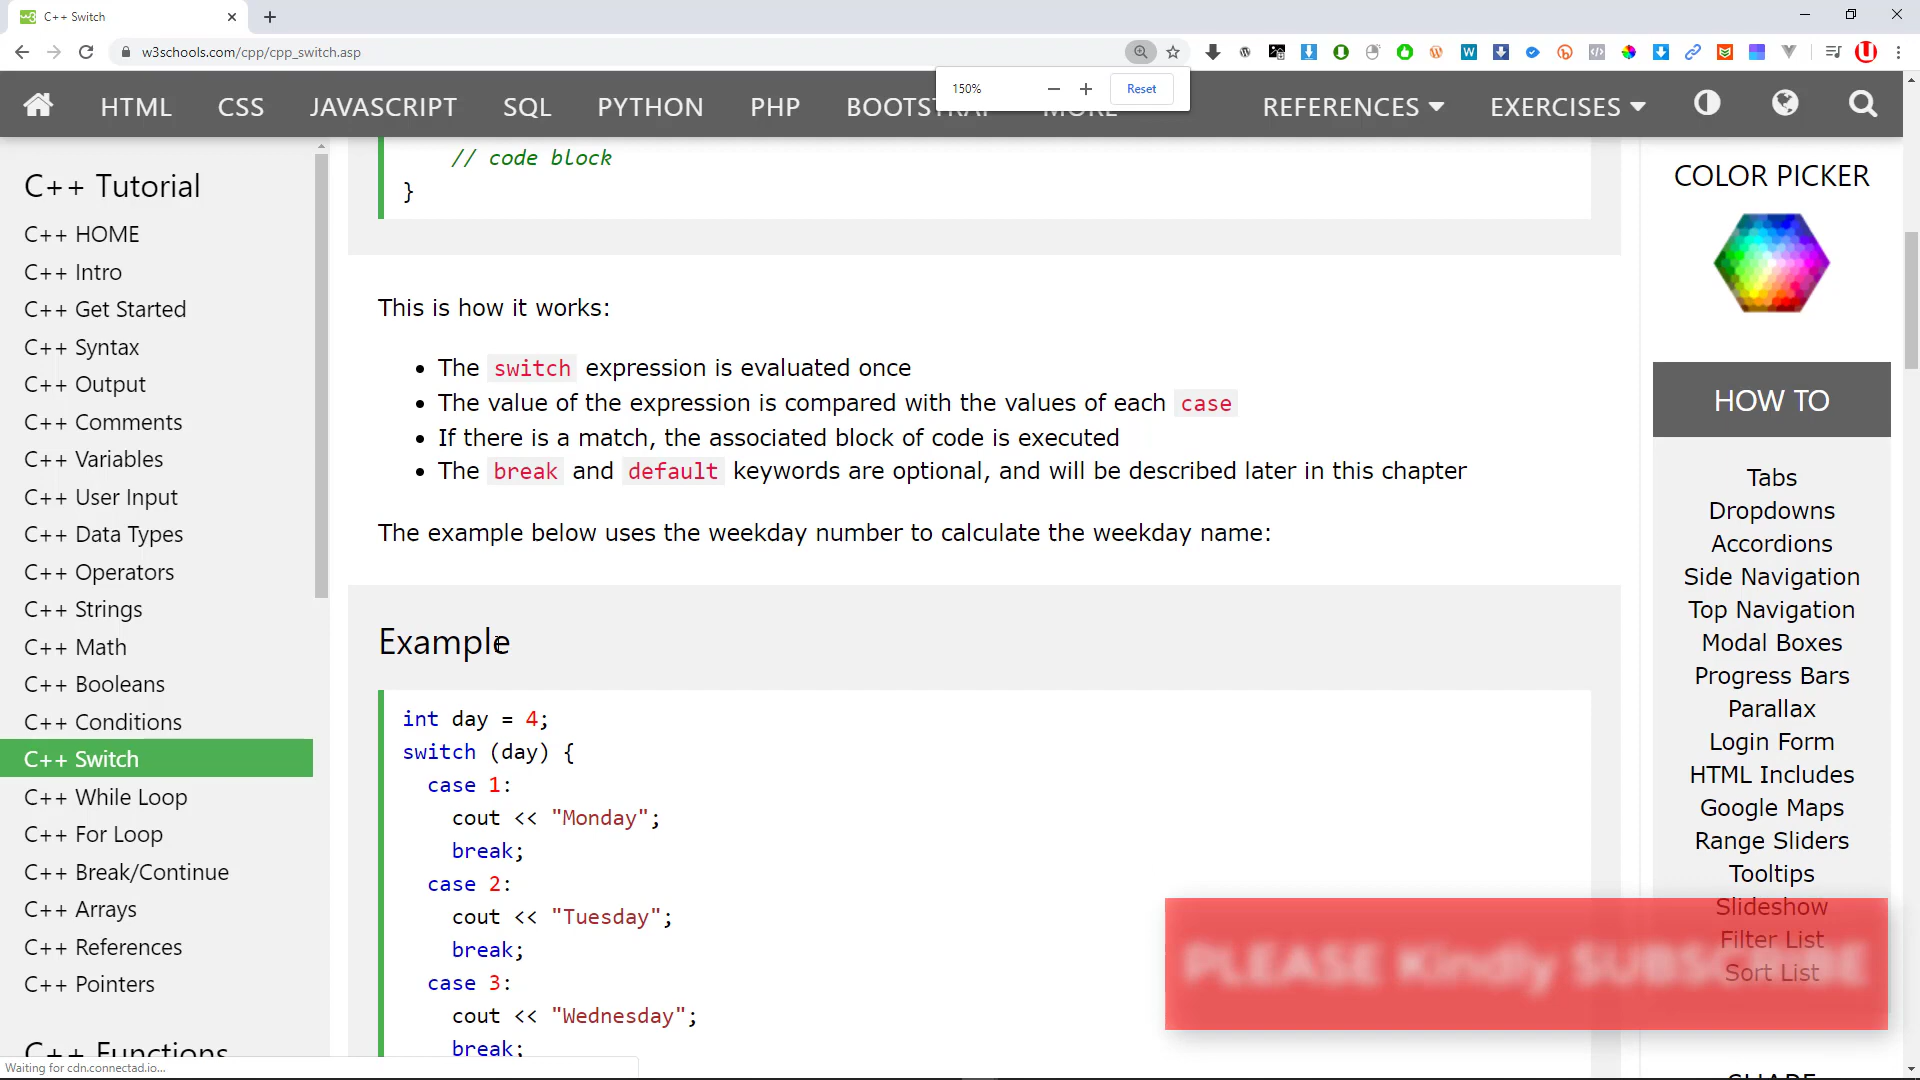 C++ Switch
w3schools.com/cpp/cpp_switch.asp
150%
Reset
HTML
CSS
JAVASCRIPT
SQL
PYTHON
PHP
BOOTSTRAP
MORE
REFERENCES
EXERCISES
C++ Tutorial
C++ HOME
C++ Intro
C++ Get Started
C++ Syntax
C++ Output
C++ Comments
C++ Variables
C++ User Input
C++ Data Types
C++ Operators
C++ Strings
C++ Math
C++ Booleans
C++ Conditions
C++ Switch
C++ While Loop
C++ For Loop
C++ Break/Continue
C++ Arrays
C++ References
C++ Pointers
C++ Functions
Waiting for cdn.connectad.io...
// code block
}
This is how it works:
• The switch expression is evaluated once
• The value of the expression is compared with the values of each case
• If there is a match, the associated block of code is executed
• The break and default keywords are optional, and will be described later in this chapter
The example below uses the weekday number to calculate the weekday name:
Example
int day = 4;
switch (day) {
case 1:
cout << "Monday";
break;
case 2:
cout << "Tuesday";
break;
case 3:
cout << "Wednesday";
break;
COLOR PICKER
HOW TO
Tabs
Dropdowns
Accordions
Side Navigation
Top Navigation
Modal Boxes
Progress Bars
Parallax
Login Form
HTML Includes
Google Maps
Range Sliders
Tooltips
Slideshow
Filter List
Sort List
PLEASE Kindly SUBSCRIBE
SHARE